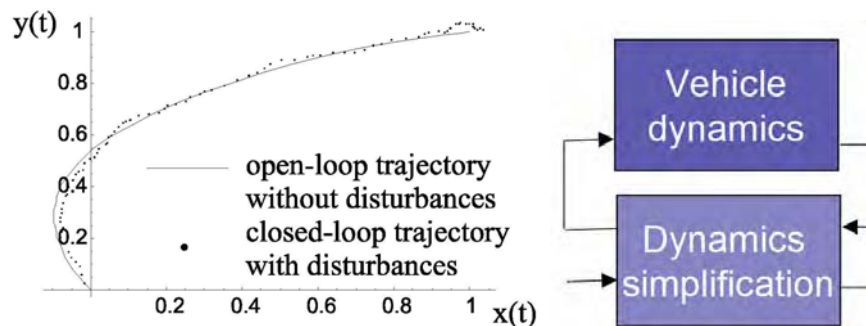 y(t)
1
0.8
0.6
0.4
0.2
open-loop trajectory
without disturbances
closed-loop trajectory
with disturbances
0.2
0.4
0.6
0.8
1
x(t)
Vehicle
dynamics
Dynamics
simplification